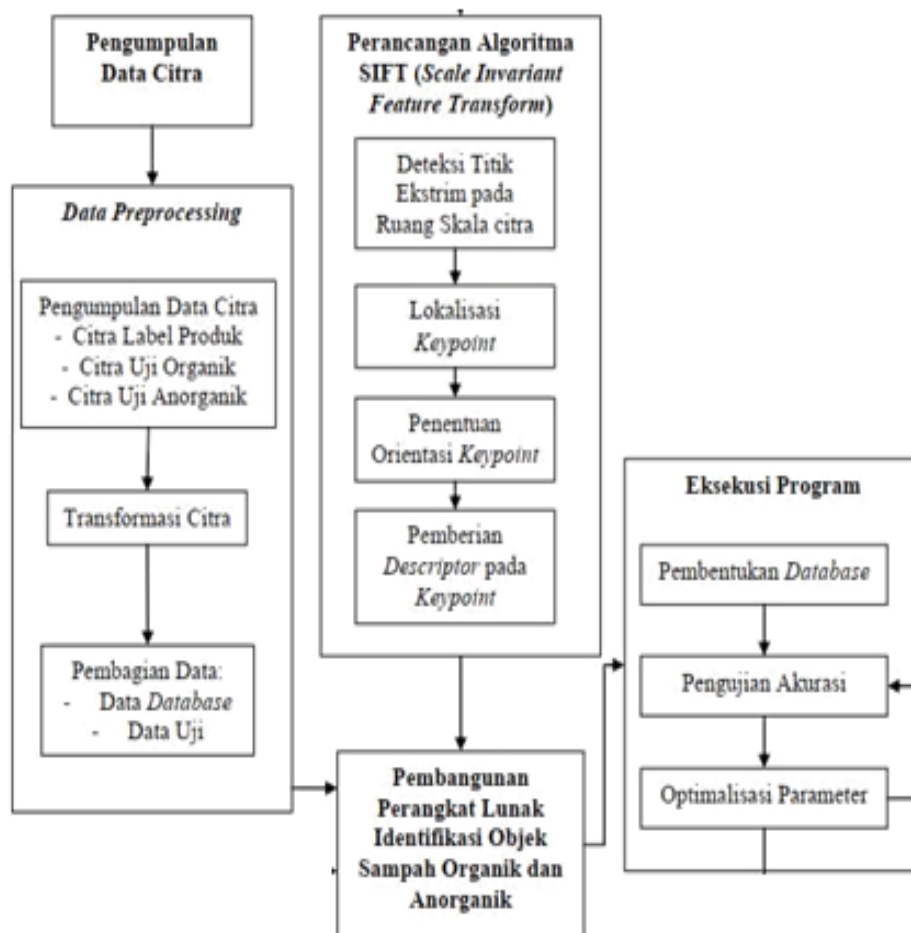 Pengumpulan
Data Citra
Data Preprocessing
Pengumpulan Data Citra
- Citra Label Produk
- Citra Uji Organik
- Citra Uji Anorganik
Transformasi Citra
Pembagian Data:
- Data Database
- Data Uji
Perancangan Algoritma
SIFT (Scale Invariant
Feature Transform)
Deteksi Titik
Ekstrim pada
Ruang Skala citra
Lokalisasi
Keypoint
Penentuan
Orientasi Keypoint
Pemberian
Descriptor pada
Keypoint
Pembangunan
Perangkat Lunak
Identifikasi Objek
Sampah Organik dan
Anorganik
Eksekusi Program
Pembentukan Database
Pengujian Akurasi
Optimalisasi Parameter